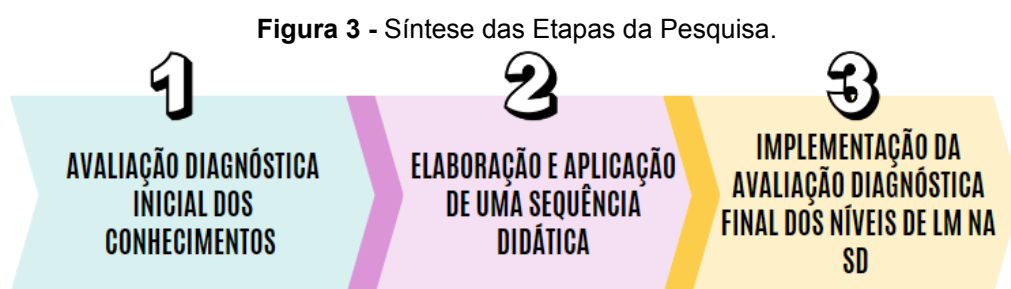 Figura 3 - Síntese das Etapas da Pesquisa.
1
AVALIAÇÃO DIAGNÓSTICA
INICIAL DOS
CONHECIMENTOS
2
ELABORAÇÃO E APLICAÇÃO
DE UMA SEQUÊNCIA
DIDÁTICA
3
IMPLEMENTAÇÃO DA
AVALIAÇÃO DIAGNÓSTICA
FINAL DOS NÍVEIS DE LM NA
SD